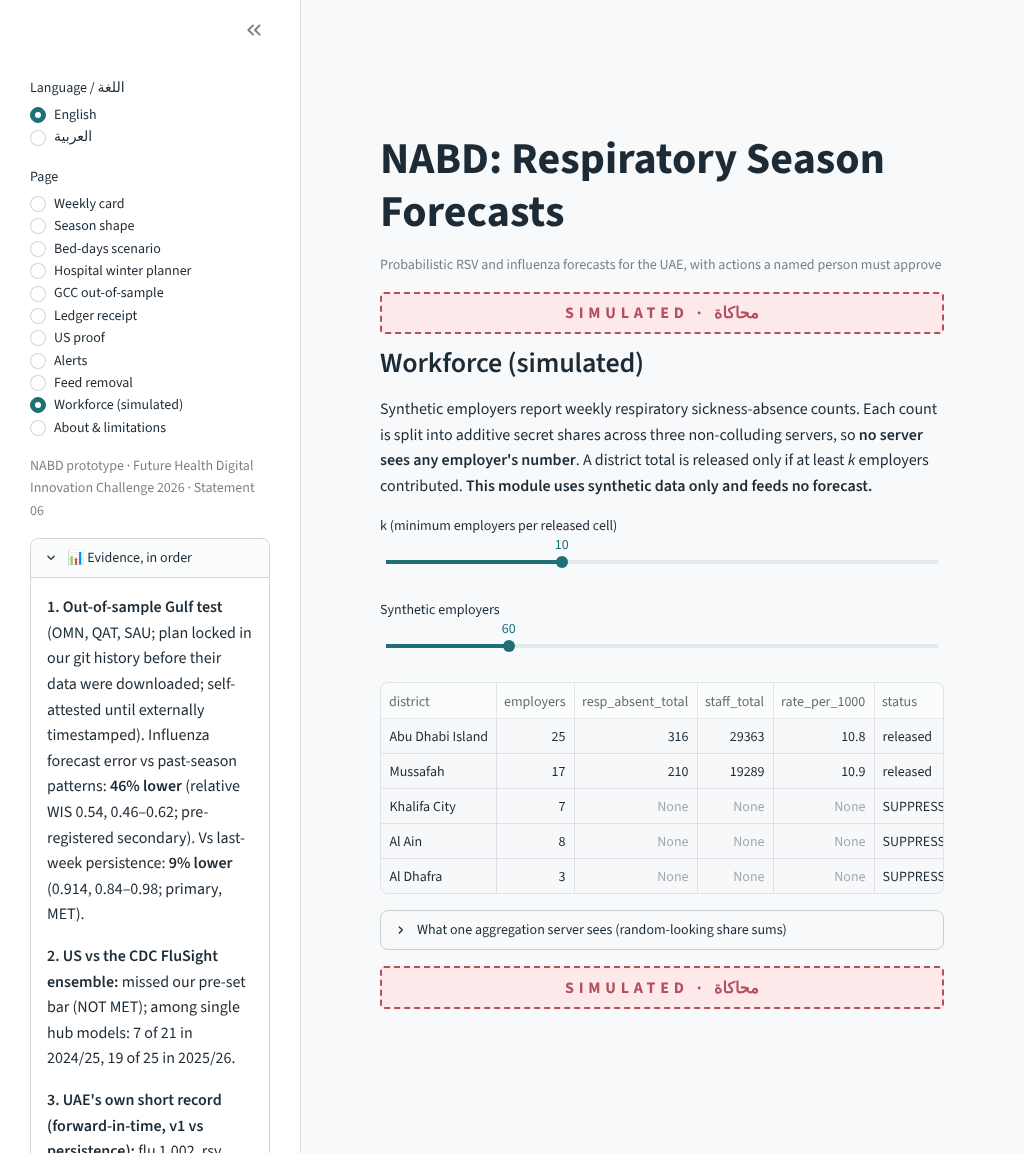 Language / اللغة
English
العربية
Page
Weekly card
Season shape
Bed-days scenario
Hospital winter planner
GCC out-of-sample
Ledger receipt
US proof
Alerts
Feed removal
Workforce (simulated)
About & limitations
NABD prototype · Future Health Digital
Innovation Challenge 2026 · Statement
06
📊 Evidence, in order
1. Out-of-sample Gulf test
(OMN, QAT, SAU; plan locked in
our git history before their
data were downloaded; self-
attested until externally
timestamped). Influenza
forecast error vs past-season
patterns: 46% lower (relative
WIS 0.54, 0.46–0.62; pre-
registered secondary). Vs last-
week persistence: 9% lower
(0.914, 0.84–0.98; primary,
MET).
2. US vs the CDC FluSight
ensemble: missed our pre-set
bar (NOT MET); among single
hub models: 7 of 21 in
2024/25, 19 of 25 in 2025/26.
3. UAE's own short record
(forward-in-time, v1 vs
persistence): flu 1.002, rsv
NABD: Respiratory Season
Forecasts
Probabilistic RSV and influenza forecasts for the UAE, with actions a named person must approve
SIMULATED · محاكاة
Workforce (simulated)
Synthetic employers report weekly respiratory sickness-absence counts. Each count
is split into additive secret shares across three non-colluding servers, so no server
sees any employer's number. A district total is released only if at least k employers
contributed. This module uses synthetic data only and feeds no forecast.
k (minimum employers per released cell)
10
Synthetic employers
60
district employers resp_absent_total staff_total rate_per_1000 status
Abu Dhabi Island 25 316 29363 10.8 released
Mussafah 17 210 19289 10.9 released
Khalifa City 7 None None None SUPPRESS
Al Ain 8 None None None SUPPRESS
Al Dhafra 3 None None None SUPPRESS
What one aggregation server sees (random-looking share sums)
SIMULATED · محاكاة